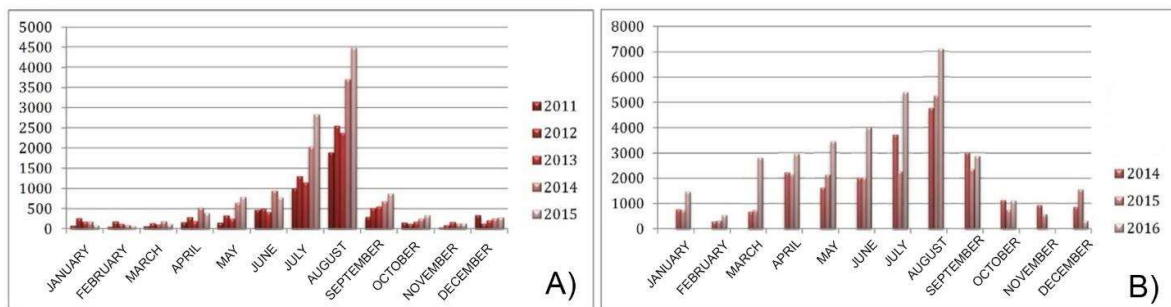 5000
4500
4000
3500
3000
2500
2000
1500
1000
500
0
JANUARY
FEBRUARY
MARCH
APRIL
MAY
JUNE
JULY
AUGUST
SEPTEMBER
OCTOBER
NOVEMBER
DECEMBER
2011
2012
2013
2014
2015
A)
8000
7000
6000
5000
4000
3000
2000
1000
0
JANUARY
FEBRUARY
MARCH
APRIL
MAY
JUNE
JULY
AUGUST
SEPTEMBER
OCTOBER
NOVEMBER
DECEMBER
2014
2015
2016
B)